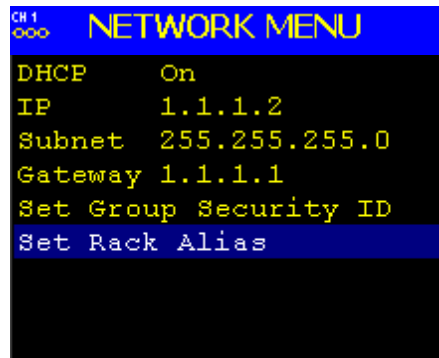 CH 1
ooo NETWORK MENU
DHCP On
IP 1.1.1.2
Subnet 255.255.255.0
Gateway 1.1.1.1
Set Group Security ID
Set Rack Alias